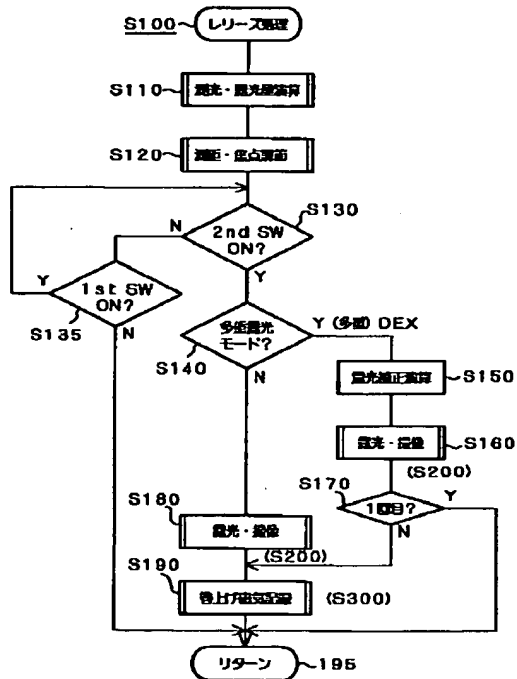 S100 レリーズ処理
S110 測光・露光量演算
S120 測距・焦点調節
S130
N 2nd SW ON?
Y
Y 1st SW ON?
S135 N
多重露光モード? Y (多重) DEX
S140 N
露光補正演算 S150
露光・撮像 S160
(S200)
S170 1回目? Y
N
S180 露光・撮像
(S200)
S190 巻上げ磁気記録 (S300)
リターン 195